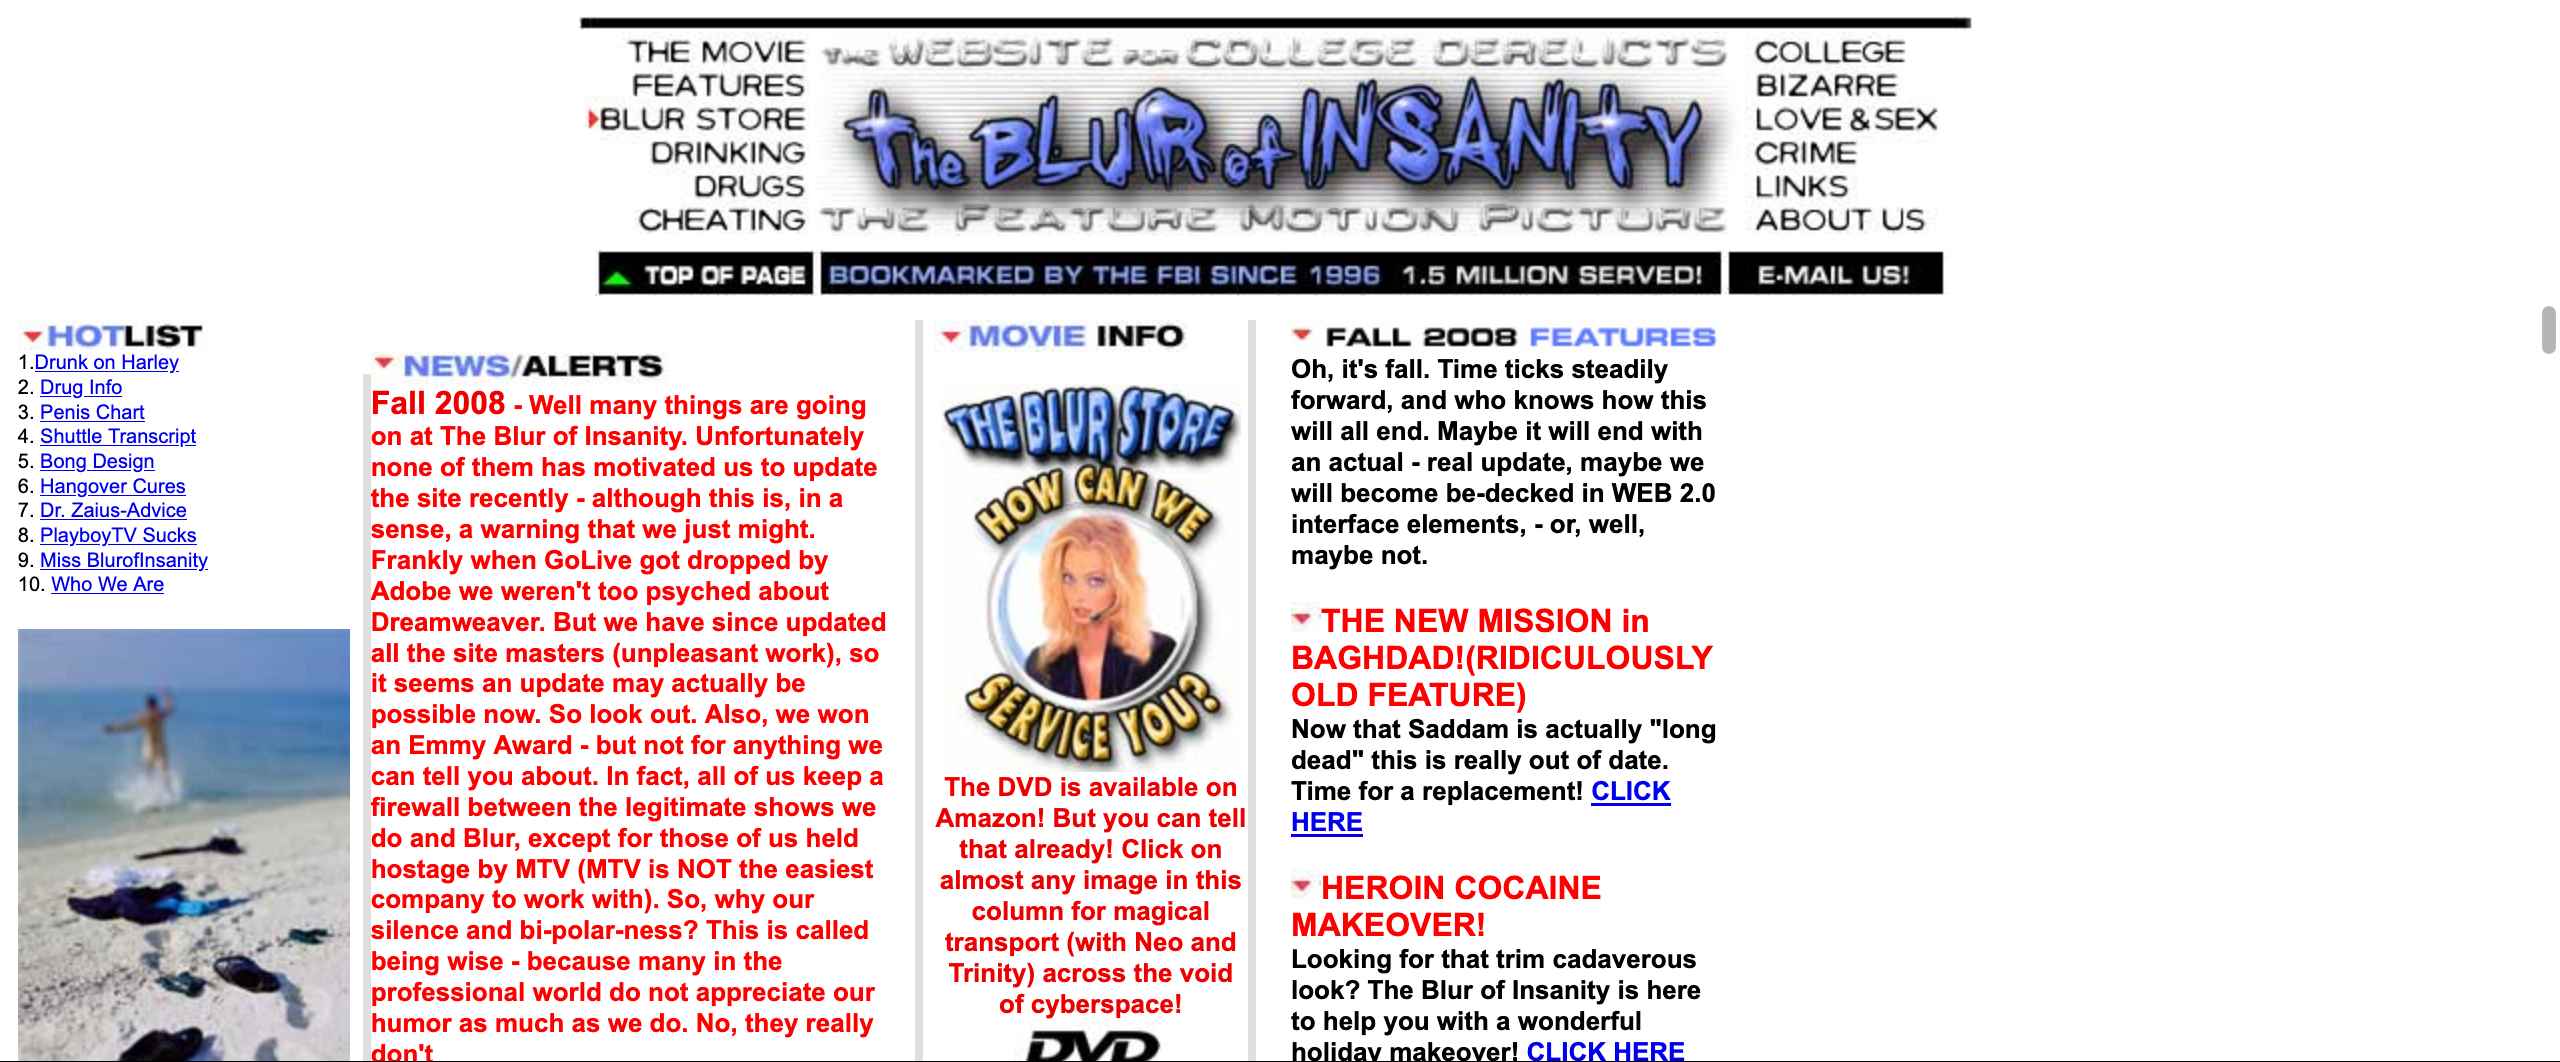 THE MOVIE
FEATURES
BLUR STORE
DRINKING
DRUGS
CHEATING
THE WEBSITE FOR COLLEGE DERELICTS
The BLUR of INSANITY
THE FEATURE MOTION PICTURE
COLLEGE
BIZARRE
LOVE & SEX
CRIME
LINKS
ABOUT US
TOP OF PAGE
BOOKMARKED BY THE FBI SINCE 1996 1.5 MILLION SERVED!
E-MAIL US!
HOTLIST
1.Drunk on Harley
2. Drug Info
3. Penis Chart
4. Shuttle Transcript
5. Bong Design
6. Hangover Cures
7. Dr. Zaius-Advice
8. PlayboyTV Sucks
9. Miss BlurofInsanity
10. Who We Are
NEWS/ALERTS
Fall 2008 - Well many things are going
on at The Blur of Insanity. Unfortunately
none of them has motivated us to update
the site recently - although this is, in a
sense, a warning that we just might.
Frankly when GoLive got dropped by
Adobe we weren't too psyched about
Dreamweaver. But we have since updated
all the site masters (unpleasant work), so
it seems an update may actually be
possible now. So look out. Also, we won
an Emmy Award - but not for anything we
can tell you about. In fact, all of us keep a
firewall between the legitimate shows we
do and Blur, except for those of us held
hostage by MTV (MTV is NOT the easiest
company to work with). So, why our
silence and bi-polar-ness? This is called
being wise - because many in the
professional world do not appreciate our
humor as much as we do. No, they really
don't
MOVIE INFO
THE BLUR STORE
HOW CAN WE
SERVICE YOU?
The DVD is available on
Amazon! But you can tell
that already! Click on
almost any image in this
column for magical
transport (with Neo and
Trinity) across the void
of cyberspace!
DVD
FALL 2008 FEATURES
Oh, it's fall. Time ticks steadily
forward, and who knows how this
will all end. Maybe it will end with
an actual - real update, maybe we
will become be-decked in WEB 2.0
interface elements, - or, well,
maybe not.
THE NEW MISSION in
BAGHDAD!(RIDICULOUSLY
OLD FEATURE)
Now that Saddam is actually "long
dead" this is really out of date.
Time for a replacement! CLICK
HERE
HEROIN COCAINE
MAKEOVER!
Looking for that trim cadaverous
look? The Blur of Insanity is here
to help you with a wonderful
holiday makeover! CLICK HERE